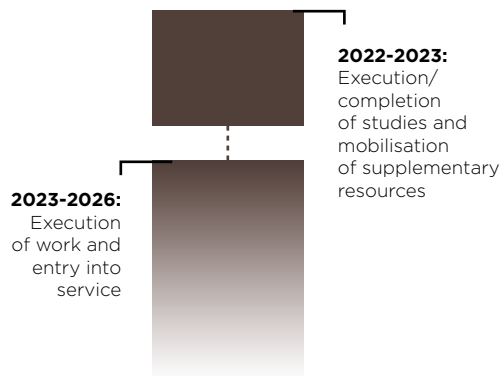 2022-2023:
Execution/
completion
of studies and
mobilisation
of supplementary
resources
2023-2026:
Execution
of work and
entry into
service